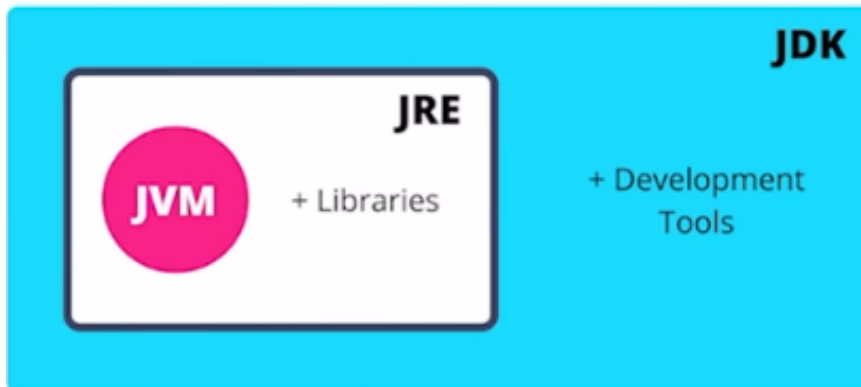 JDK
JRE
JVM
+ Libraries
+ Development
Tools